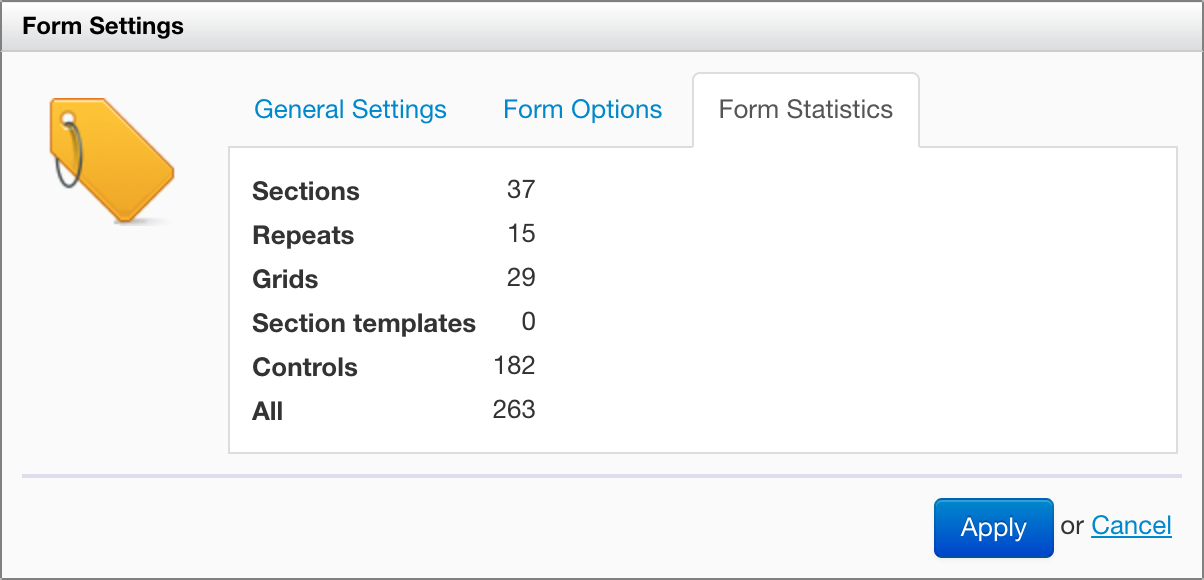 Form Settings
General Settings Form Options Form Statistics
Sections 37
Repeats 15
Grids 29
Section templates 0
Controls 182
All 263
Apply or Cancel